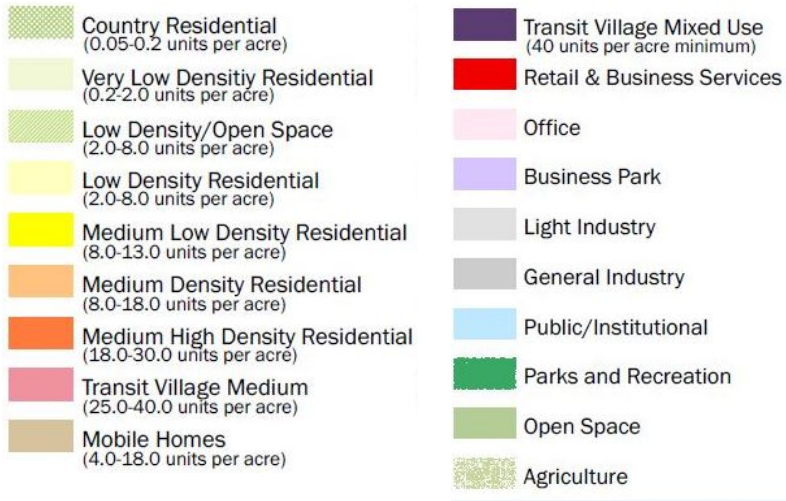 Country Residential
(0.05-0.2 units per acre)
Very Low Densitiy Residential
(0.2-2.0 units per acre)
Low Density/Open Space
(2.0-8.0 units per acre)
Low Density Residential
(2.0-8.0 units per acre)
Medium Low Density Residential
(8.0-13.0 units per acre)
Medium Density Residential
(8.0-18.0 units per acre)
Medium High Density Residential
(18.0-30.0 units per acre)
Transit Village Medium
(25.0-40.0 units per acre)
Mobile Homes
(4.0-18.0 units per acre)
Transit Village Mixed Use
(40 units per acre minimum)
Retail & Business Services
Office
Business Park
Light Industry
General Industry
Public/Institutional
Parks and Recreation
Open Space
Agriculture